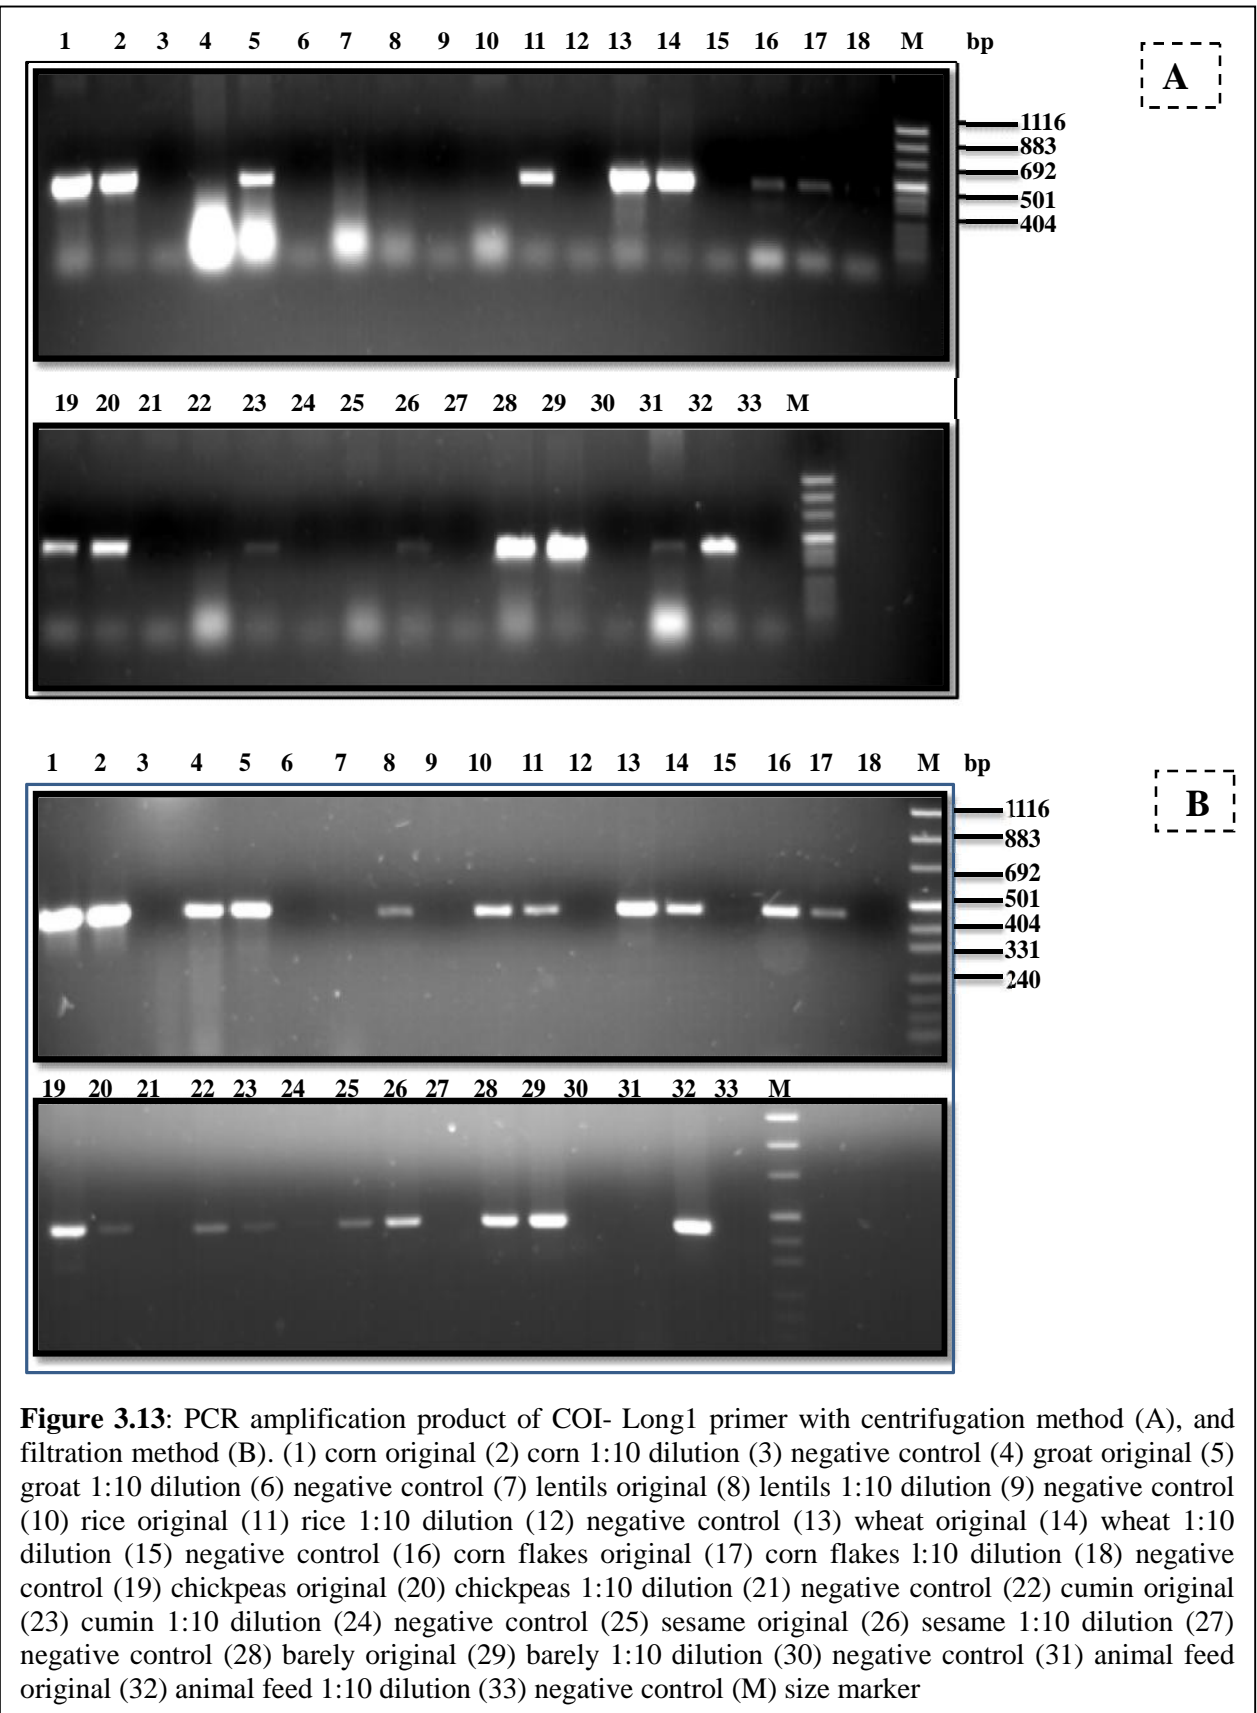 1 2 3 4 5 6 7 8 9 10 11 12 13 14 15 16 17 18 M bp
A
1116
883
692
501
404
19 20 21 22 23 24 25 26 27 28 29 30 31 32 33 M
1 2 3 4 5 6 7 8 9 10 11 12 13 14 15 16 17 18 M bp
B
1116
883
692
501
404
331
240
19 20 21 22 23 24 25 26 27 28 29 30 31 32 33 M
Figure 3.13: PCR amplification product of COI- Long1 primer with centrifugation method (A), and
filtration method (B). (1) corn original (2) corn 1:10 dilution (3) negative control (4) groat original (5)
groat 1:10 dilution (6) negative control (7) lentils original (8) lentils 1:10 dilution (9) negative control
(10) rice original (11) rice 1:10 dilution (12) negative control (13) wheat original (14) wheat 1:10
dilution (15) negative control (16) corn flakes original (17) corn flakes l:10 dilution (18) negative
control (19) chickpeas original (20) chickpeas 1:10 dilution (21) negative control (22) cumin original
(23) cumin 1:10 dilution (24) negative control (25) sesame original (26) sesame 1:10 dilution (27)
negative control (28) barely original (29) barely 1:10 dilution (30) negative control (31) animal feed
original (32) animal feed 1:10 dilution (33) negative control (M) size marker